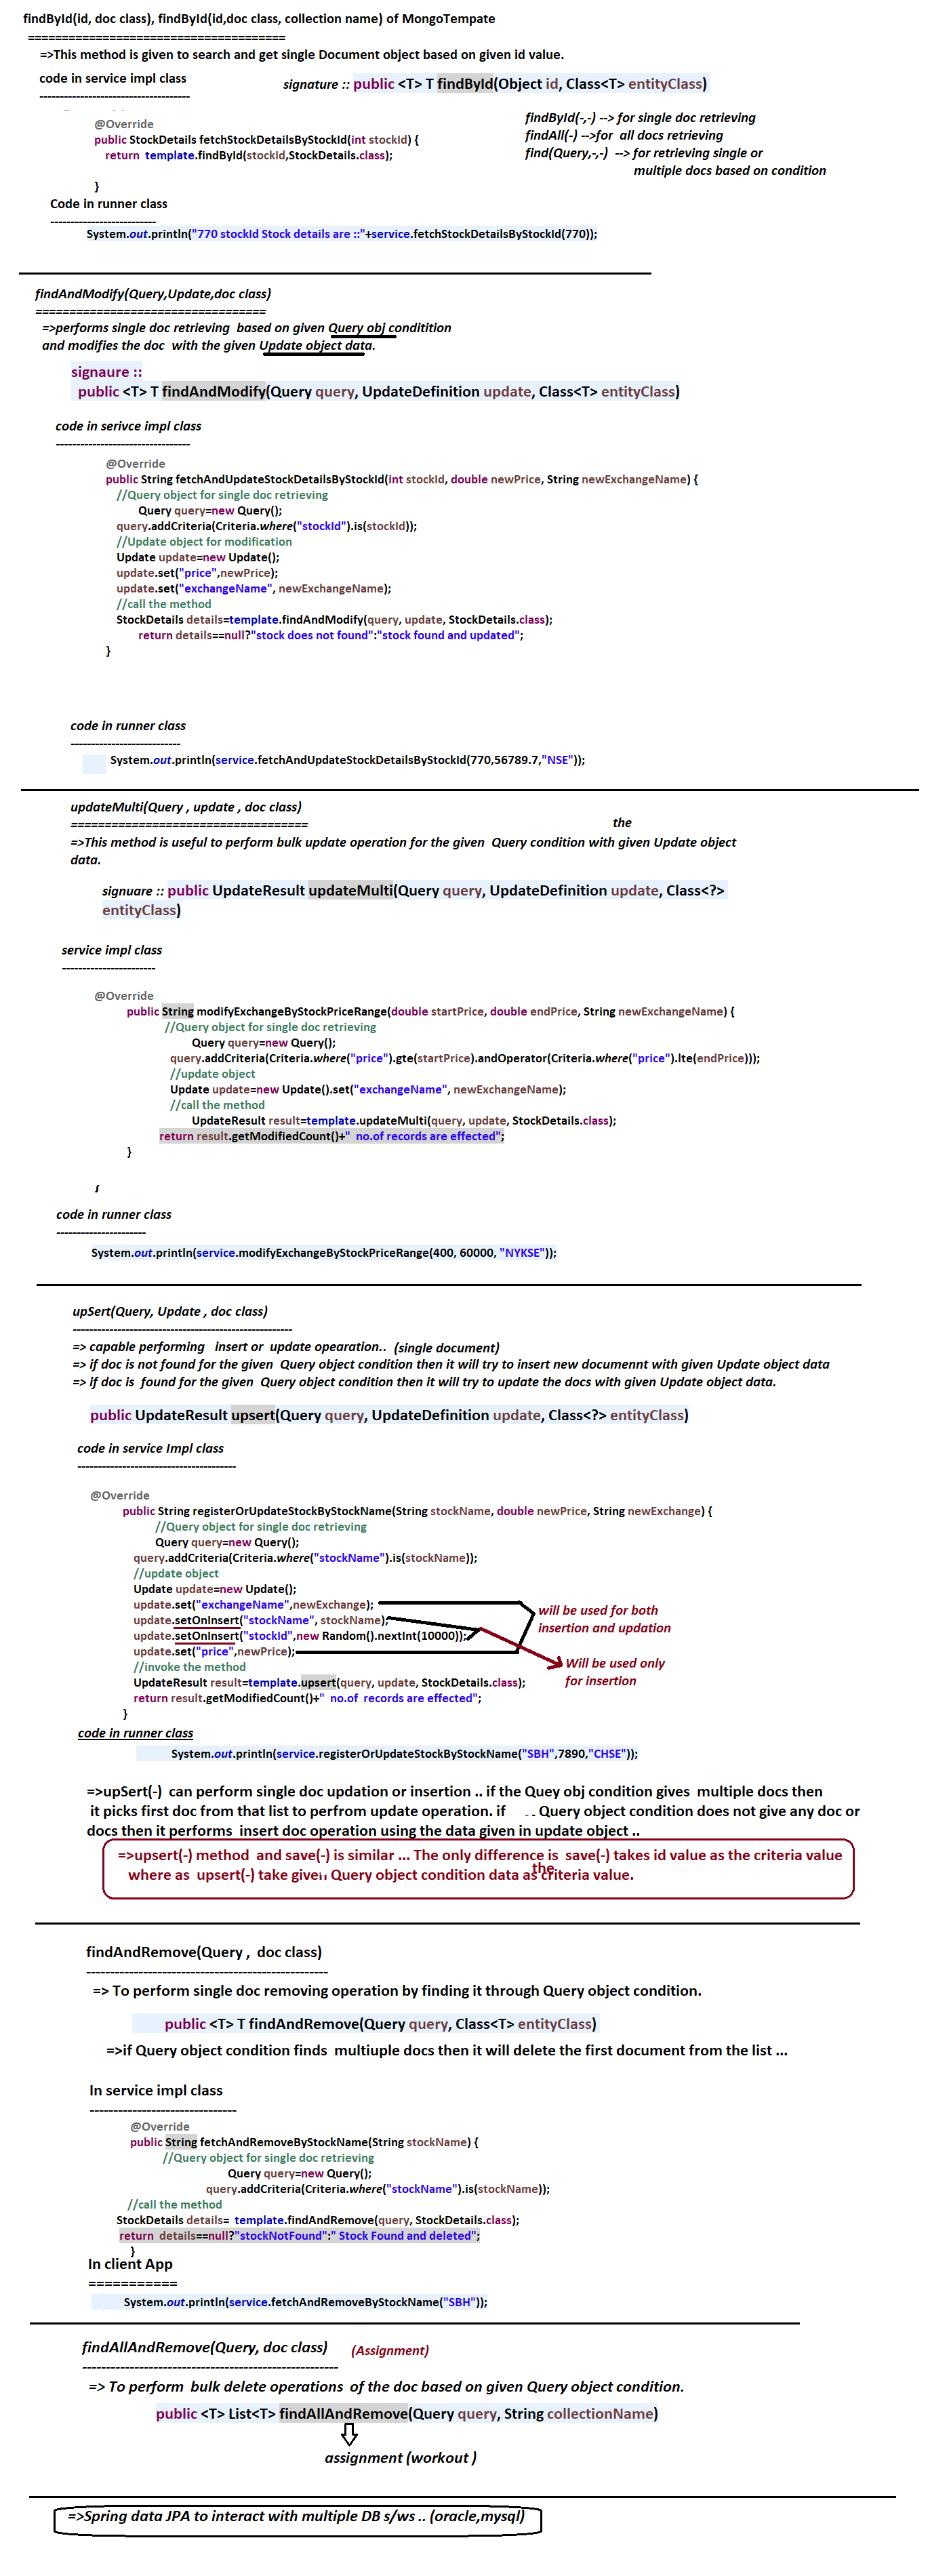 findById(id, doc class), findById(id,doc class, collection name) of MongoTempate
======================================
=>This method is given to search and get single Document object based on given id value.
code in service impl class
-------------------------------------
signature :: public <T> T findById(Object id, Class<T> entityClass)
@Override
public StockDetails fetchStockDetailsByStockId(int stockId) {
return template.findById(stockId,StockDetails.class);
}
findById(-,-) --> for single doc retrieving
findAll(-) -->for all docs retrieving
find(Query,-,-) --> for retrieving single or
multiple docs based on condition
Code in runner class
--------------------------
System.out.println("770 stockId Stock details are ::"+service.fetchStockDetailsByStockId(770));
findAndModify(Query,Update,doc class)
==================================
=>performs single doc retrieving based on given Query obj conditition
and modifies the doc with the given Update object data.
signaure ::
public <T> T findAndModify(Query query, UpdateDefinition update, Class<T> entityClass)
code in serivce impl class
---------------------------------
@Override
public String fetchAndUpdateStockDetailsByStockId(int stockId, double newPrice, String newExchangeName) {
//Query object for single doc retrieving
Query query=new Query();
query.addCriteria(Criteria.where("stockId").is(stockId));
//Update object for modification
Update update=new Update();
update.set("price",newPrice);
update.set("exchangeName", newExchangeName);
//call the method
StockDetails details=template.findAndModify(query, update, StockDetails.class);
return details==null?"stock does not found":"stock found and updated";
}
code in runner class
---------------------------
System.out.println(service.fetchAndUpdateStockDetailsByStockId(770,56789.7,"NSE"));
updateMulti(Query , update , doc class)
===================================
the
=>This method is useful to perform bulk update operation for the given Query condition with given Update object
data.
signuare :: public UpdateResult updateMulti(Query query, UpdateDefinition update, Class<?>
entityClass)
service impl class
-----------------------
@Override
public String modifyExchangeByStockPriceRange(double startPrice, double endPrice, String newExchangeName) {
//Query object for single doc retrieving
Query query=new Query();
query.addCriteria(Criteria.where("price").gte(startPrice).andOperator(Criteria.where("price").lte(endPrice)));
//update object
Update update=new Update().set("exchangeName", newExchangeName);
//call the method
UpdateResult result=template.updateMulti(query, update, StockDetails.class);
return result.getModifiedCount()+" no.of records are effected";
}
code in runner class
----------------------
System.out.println(service.modifyExchangeByStockPriceRange(400, 60000, "NYKSE"));
upSert(Query, Update , doc class)
------------------------------------------------------
=> capable performing insert or update opearation.. (single document)
=> if doc is not found for the given Query object condition then it will try to insert new documennt with given Update object data
=> if doc is found for the given Query object condition then it will try to update the docs with given Update object data.
public UpdateResult upsert(Query query, UpdateDefinition update, Class<?> entityClass)
code in service Impl class
---------------------------------------
@Override
public String registerOrUpdateStockByStockName(String stockName, double newPrice, String newExchange) {
//Query object for single doc retrieving
Query query=new Query();
query.addCriteria(Criteria.where("stockName").is(stockName));
//update object
Update update=new Update();
update.set("exchangeName",newExchange);
update.setOnInsert("stockName", stockName);
update.setOnInsert("stockId",new Random().nextInt(10000));
update.set("price",newPrice);
will be used for both
insertion and updation
Will be used only
for insertion
//invoke the method
UpdateResult result=template.upsert(query, update, StockDetails.class);
return result.getModifiedCount()+" no.of records are effected";
}
code in runner class
System.out.println(service.registerOrUpdateStockByStockName("SBH",7890,"CHSE"));
=>upSert(-) can perform single doc updation or insertion .. if the Quey obj condition gives multiple docs then
it picks first doc from that list to perfrom update operation. if Query object condition does not give any doc or
docs then it performs insert doc operation using the data given in update object ..
=>upsert(-) method and save(-) is similar ... The only difference is save(-) takes id value as the criteria value
the
where as upsert(-) take given Query object condition data as criteria value.
findAndRemove(Query , doc class)
---------------------------------------------------
=> To perform single doc removing operation by finding it through Query object condition.
public <T> T findAndRemove(Query query, Class<T> entityClass)
=>if Query object condition finds multiuple docs then it will delete the first document from the list ...
In service impl class
-------------------------------
@Override
public String fetchAndRemoveByStockName(String stockName) {
//Query object for single doc retrieving
Query query=new Query();
query.addCriteria(Criteria.where("stockName").is(stockName));
//call the method
StockDetails details= template.findAndRemove(query, StockDetails.class);
return details==null?"stockNotFound":" Stock Found and deleted";
}
In client App
===========
System.out.println(service.fetchAndRemoveByStockName("SBH"));
findAllAndRemove(Query, doc class) (Assignment)
------------------------------------------------------
=> To perform bulk delete operations of the doc based on given Query object condition.
public <T> List<T> findAllAndRemove(Query query, String collectionName)
assignment (workout )
=>Spring data JPA to interact with multiple DB s/ws .. (oracle,mysql)